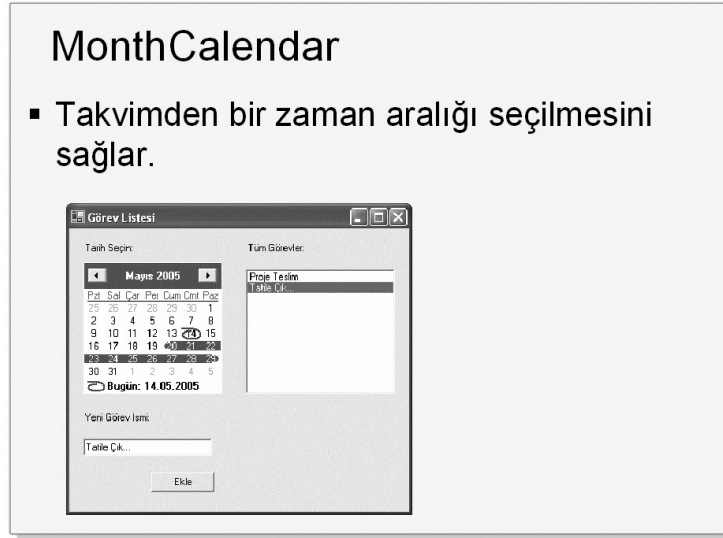 MonthCalendar
▪ Takvimden bir zaman aralığı seçilmesini
sağlar.
Görev Listesi
Tarih Seçin:
Tüm Görevler:
Mayıs 2005
Pzt Sal Çar Per Cum Cmt Paz
25 26 27 28 29 30 1
2 3 4 5 6 7 8
9 10 11 12 13 14 15
16 17 18 19 20 21 22
23 24 25 26 27 28 29
30 31 1 2 3 4 5
Bugün: 14.05.2005
Proje Teslim
Tatile Çık...
Yeni Görev Ismi:
Tatile Çık...
Ekle